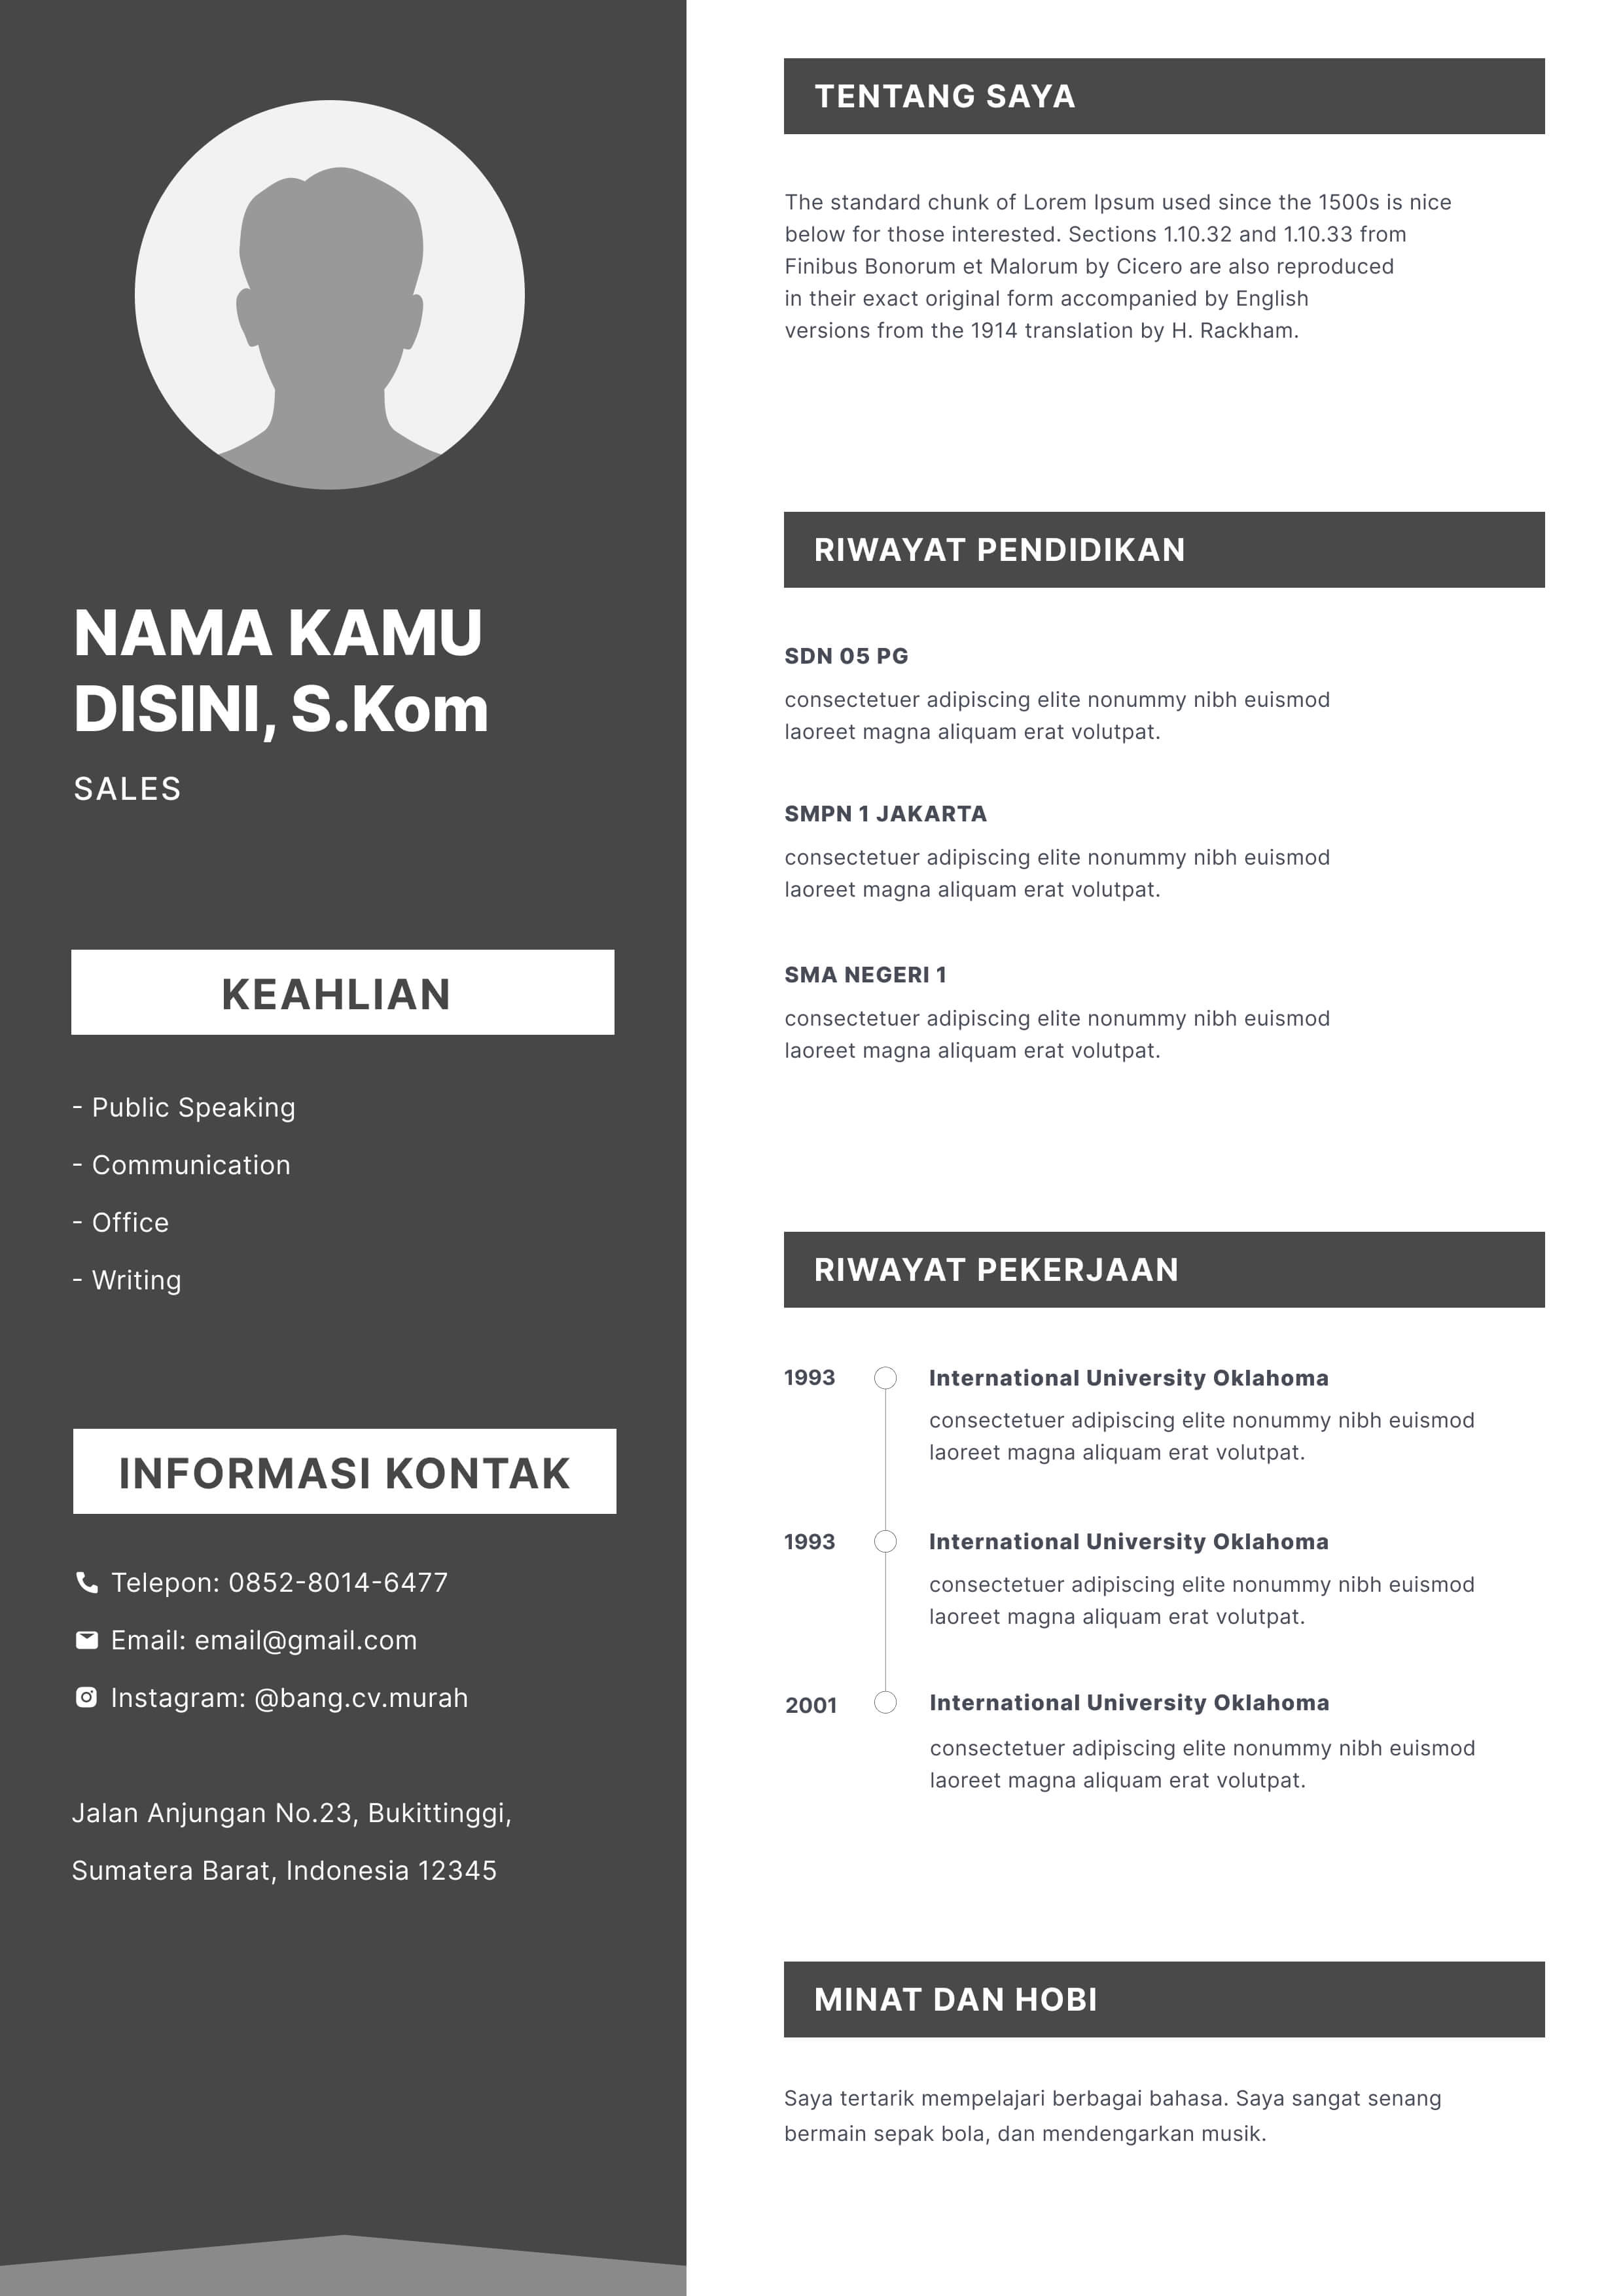 NAMA KAMU
DISINI, S.Kom
SALES
KEAHLIAN
- Public Speaking
- Communication
- Office
- Writing
INFORMASI KONTAK
Telepon: 0852-8014-6477
Email: email@gmail.com
Instagram: @bang.cv.murah
Jalan Anjungan No.23, Bukittinggi,
Sumatera Barat, Indonesia 12345
TENTANG SAYA
The standard chunk of Lorem Ipsum used since the 1500s is nice
below for those interested. Sections 1.10.32 and 1.10.33 from
Finibus Bonorum et Malorum by Cicero are also reproduced
in their exact original form accompanied by English
versions from the 1914 translation by H. Rackham.
RIWAYAT PENDIDIKAN
SDN 05 PG
consectetuer adipiscing elite nonummy nibh euismod
laoreet magna aliquam erat volutpat.
SMPN 1 JAKARTA
consectetuer adipiscing elite nonummy nibh euismod
laoreet magna aliquam erat volutpat.
SMA NEGERI 1
consectetuer adipiscing elite nonummy nibh euismod
laoreet magna aliquam erat volutpat.
RIWAYAT PEKERJAAN
1993 International University Oklahoma
consectetuer adipiscing elite nonummy nibh euismod
laoreet magna aliquam erat volutpat.
1993 International University Oklahoma
consectetuer adipiscing elite nonummy nibh euismod
laoreet magna aliquam erat volutpat.
2001 International University Oklahoma
consectetuer adipiscing elite nonummy nibh euismod
laoreet magna aliquam erat volutpat.
MINAT DAN HOBI
Saya tertarik mempelajari berbagai bahasa. Saya sangat senang
bermain sepak bola, dan mendengarkan musik.